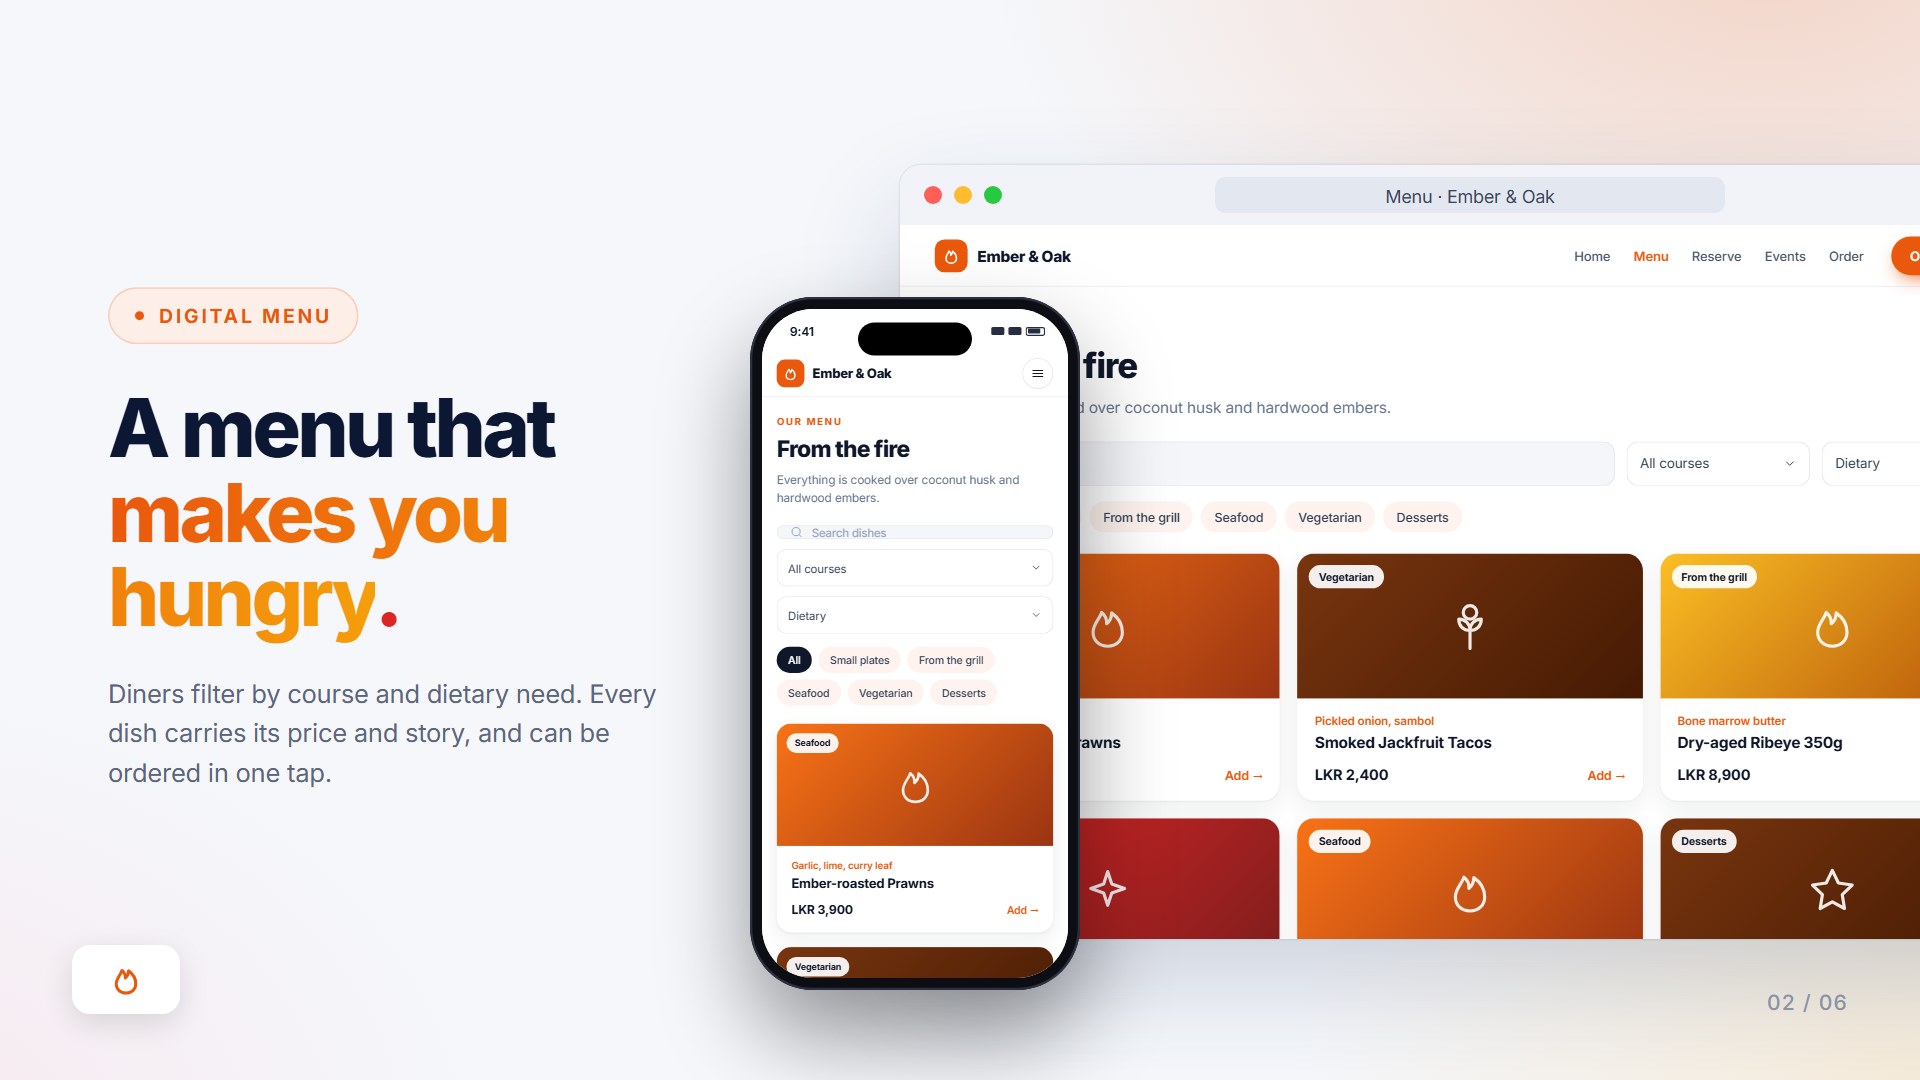 DIGITAL MENU
A menu that
makes you
hungry.
Diners filter by course and dietary need. Every
dish carries its price and story, and can be
ordered in one tap.
9:41
Ember & Oak
OUR MENU
From the fire
Everything is cooked over coconut husk and
hardwood embers.
Search dishes
All courses
Dietary
All
Small plates
From the grill
Seafood
Vegetarian
Desserts
Seafood
Garlic, lime, curry leaf
Ember-roasted Prawns
LKR 3,900
Add →
Vegetarian
Menu · Ember & Oak
Ember & Oak
Home
Menu
Reserve
Events
Order
fire
over coconut husk and hardwood embers.
All courses
Dietary
From the grill
Seafood
Vegetarian
Desserts
Add →
Vegetarian
Pickled onion, sambol
Smoked Jackfruit Tacos
LKR 2,400
Add →
From the grill
Bone marrow butter
Dry-aged Ribeye 350g
LKR 8,900
Seafood
Desserts
02 / 06